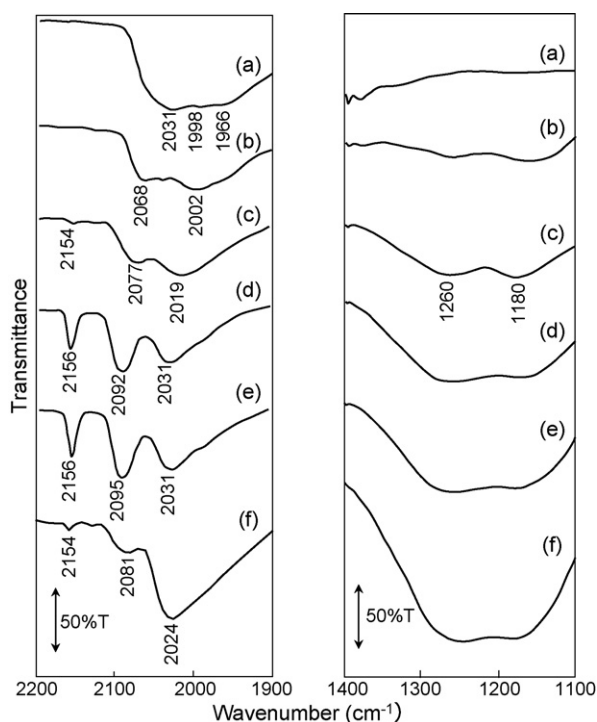 (a)
2031
1998
1966
(b)
2068
2002
(c)
2154
2077
2019
(d)
2156
2092
2031
(e)
2156
2095
2031
(f)
2154
2081
2024
50%T
Transmittance
2200 2100 2000 1900
(a)
(b)
(c)
1260
1180
(d)
(e)
(f)
50%T
1400 1300 1200 1100
Wavenumber (cm⁻¹)